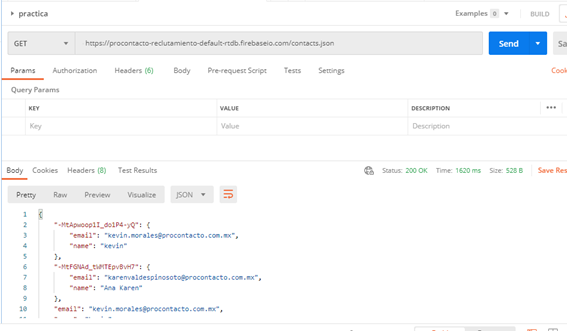 practica
Examples 0
BUILD
GET
https://procontacto-reclutamiento-default-rtdb.firebaseio.com/contacts.json
Send
Sa
Params Authorization Headers (6) Body Pre-request Script Tests Settings
Cook
Query Params
KEY VALUE DESCRIPTION
Key Value Description
Body Cookies Headers (8) Test Results
Status: 200 OK Time: 1620 ms Size: 528 B
Save Res
Pretty Raw Preview Visualize JSON
1 {
2 "-MtApwoop1I_do1P4-yQ": {
3 "email": "kevin.morales@procontacto.com.mx",
4 "name": "kevin"
5 },
6 "-MtFGNAd_tWMTEpvBvH7": {
7 "email": "karenvaldespinosoto@procontacto.com.mx",
8 "name": "Ana Karen"
9 },
10 "email": "kevin.morales@procontacto.com.mx",